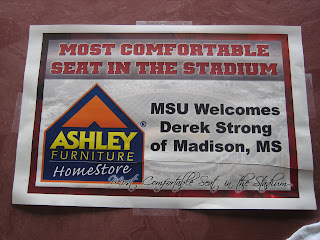 MOST COMFORTABLE
SEAT IN THE STADIUM
MSU Welcomes
Derek Strong
of Madison, MS
ASHLEY
FURNITURE
HOMESTORE
®
Most Comfortable Seat in the Stadium